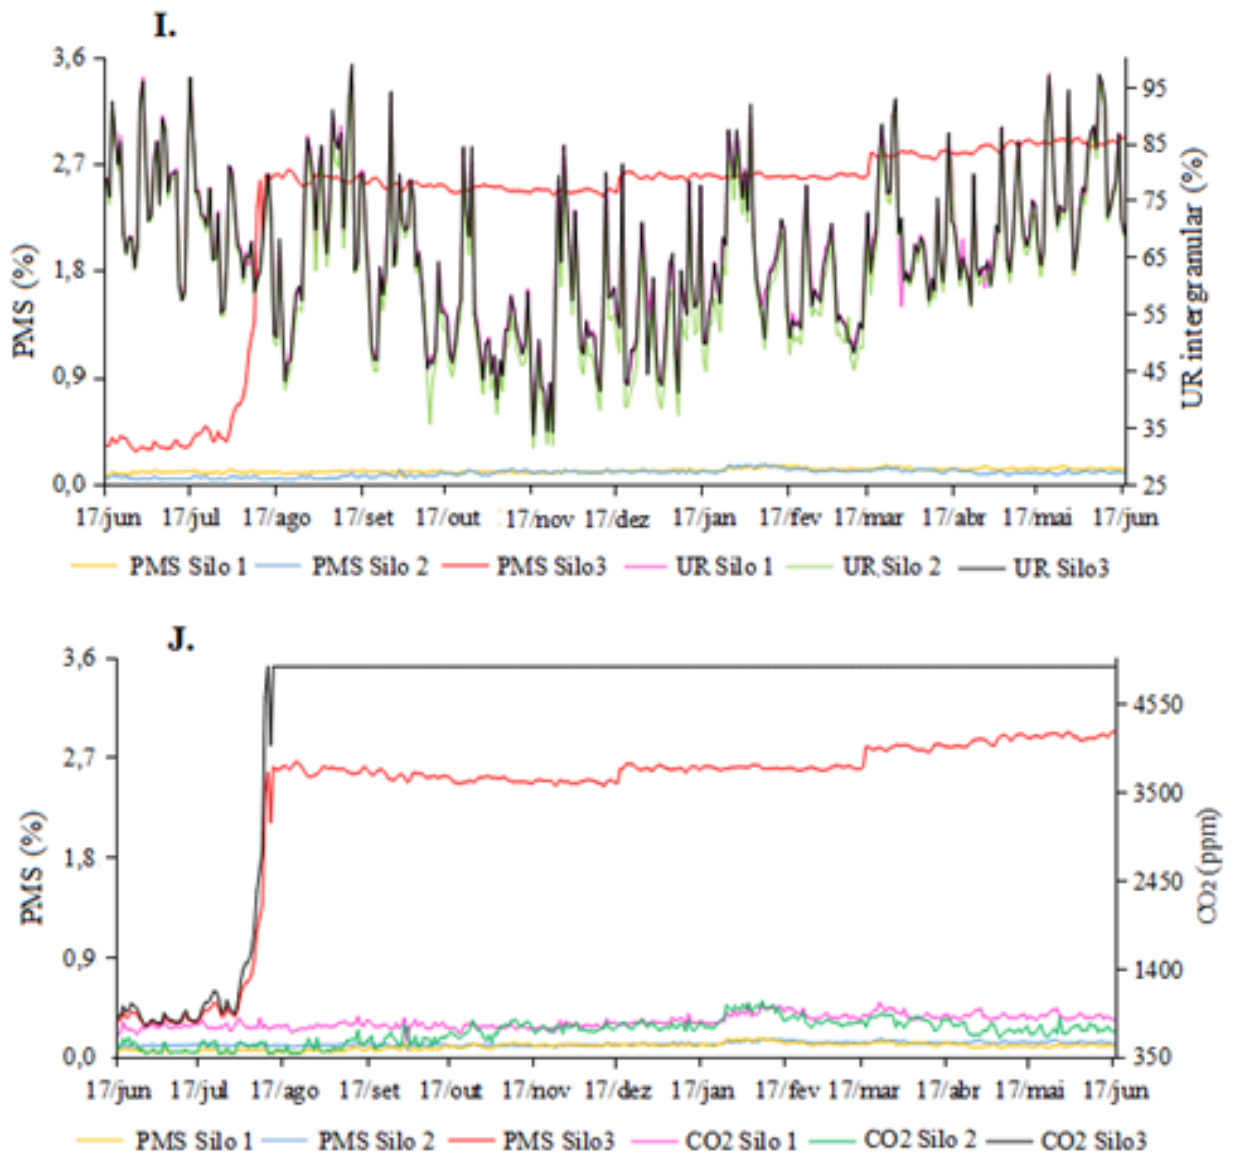 I.
3,6
2,7
1,8
0,9
0,0
PMS (%)
95
85
75
65
55
45
35
25
UR intergranular (%)
17/jun 17/jul 17/ago 17/set 17/out 17/nov 17/dez 17/jan 17/fev 17/mar 17/abr 17/mai 17/jun
PMS Silo 1 PMS Silo 2 PMS Silo3 UR Silo 1 UR Silo 2 UR Silo3
J.
3,6
2,7
1,8
0,9
0,0
PMS (%)
4550
3500
2450
1400
350
CO2 (ppm)
17/jun 17/jul 17/ago 17/set 17/out 17/nov 17/dez 17/jan 17/fev 17/mar 17/abr 17/mai 17/jun
PMS Silo 1 PMS Silo 2 PMS Silo3 CO2 Silo 1 CO2 Silo 2 CO2 Silo3